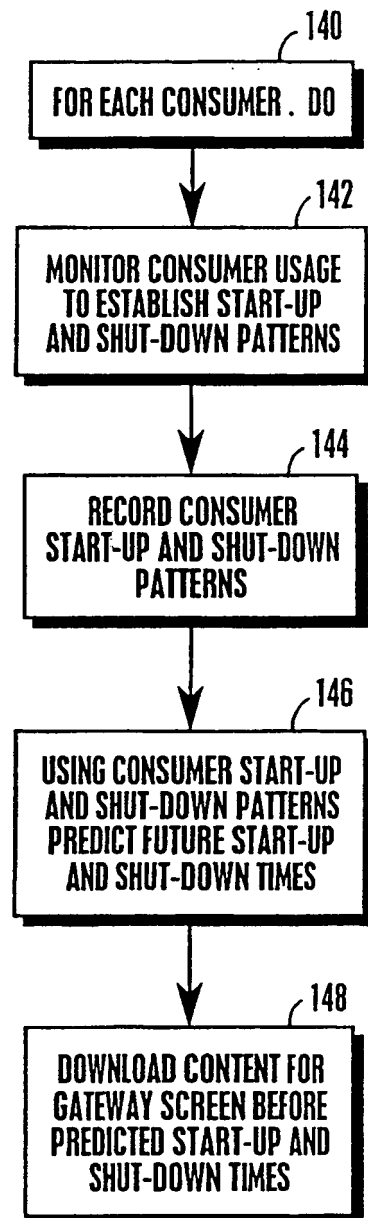 140
FOR EACH CONSUMER . DO
142
MONITOR CONSUMER USAGE
TO ESTABLISH START-UP
AND SHUT-DOWN PATTERNS
144
RECORD CONSUMER
START-UP AND SHUT-DOWN
PATTERNS
146
USING CONSUMER START-UP
AND SHUT-DOWN PATTERNS
PREDICT FUTURE START-UP
AND SHUT-DOWN TIMES
148
DOWNLOAD CONTENT FOR
GATEWAY SCREEN BEFORE
PREDICTED START-UP AND
SHUT-DOWN TIMES